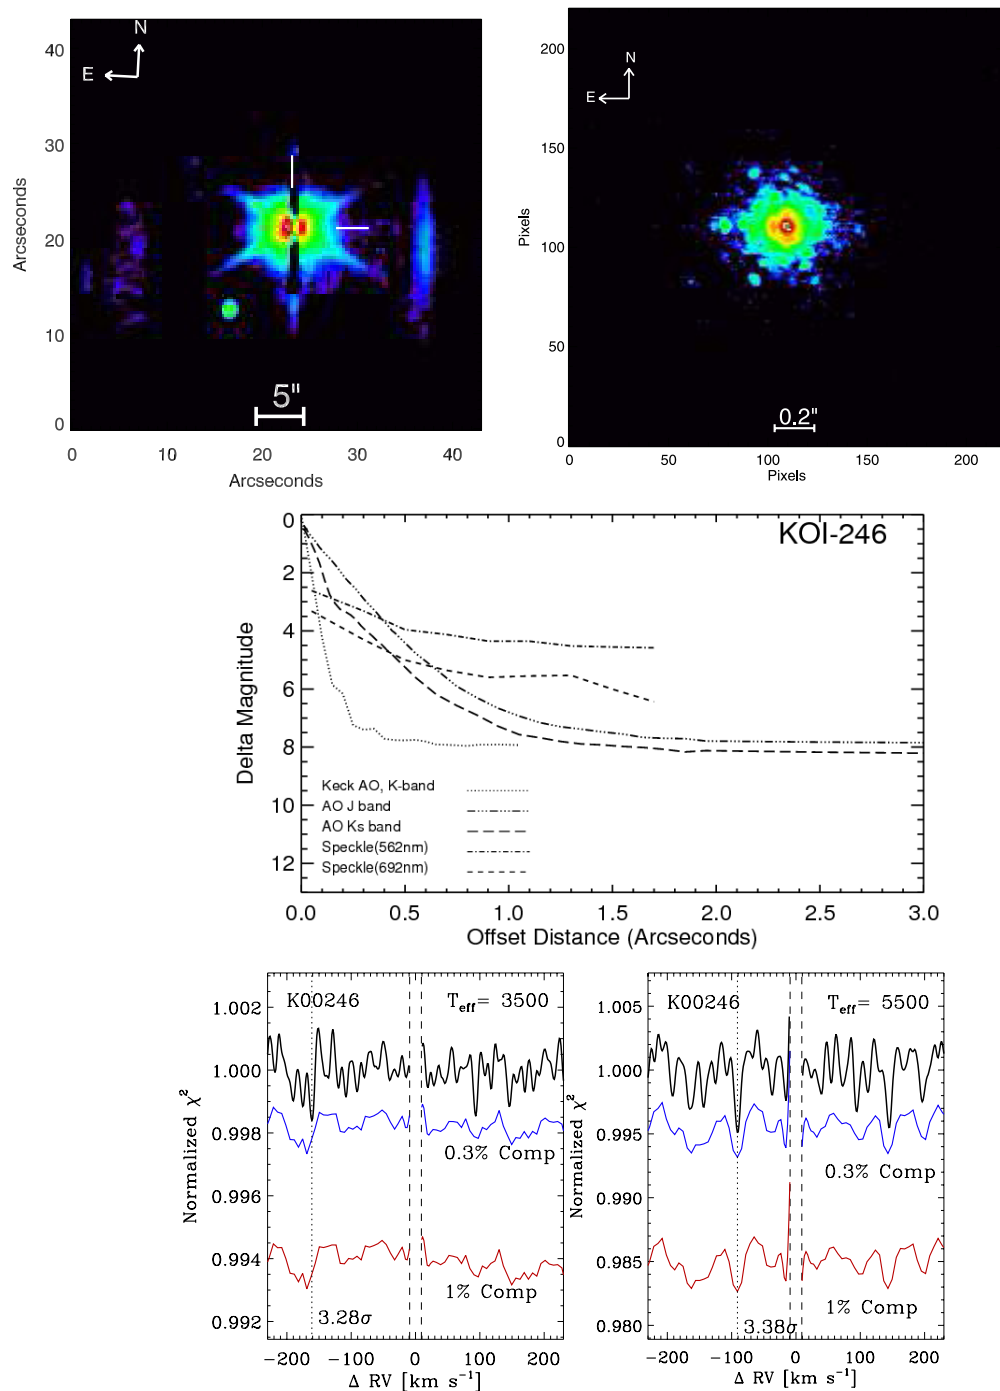 40
30
20
10
0
Arcseconds
N
E
5"
0 10 20 30 40
Arcseconds
200
150
100
50
0
Pixels
N
E
0.2"
0 50 100 150 200
Pixels
KOI-246
0
2
4
6
8
10
12
Delta Magnitude
Keck AO, K-band
AO J band
AO Ks band
Speckle(562nm)
Speckle(692nm)
0.0 0.5 1.0 1.5 2.0 2.5 3.0
Offset Distance (Arcseconds)
K00246 Teff= 3500
1.002
1.000
0.998
0.996
0.994
0.992
Normalized χ²
0.3% Comp
1% Comp
3.28σ
-200 -100 0 100 200
Δ RV [km s⁻¹]
K00246 Teff= 5500
1.005
1.000
0.995
0.990
0.985
0.980
Normalized χ²
0.3% Comp
1% Comp
3.38σ
-200 -100 0 100 200
Δ RV [km s⁻¹]